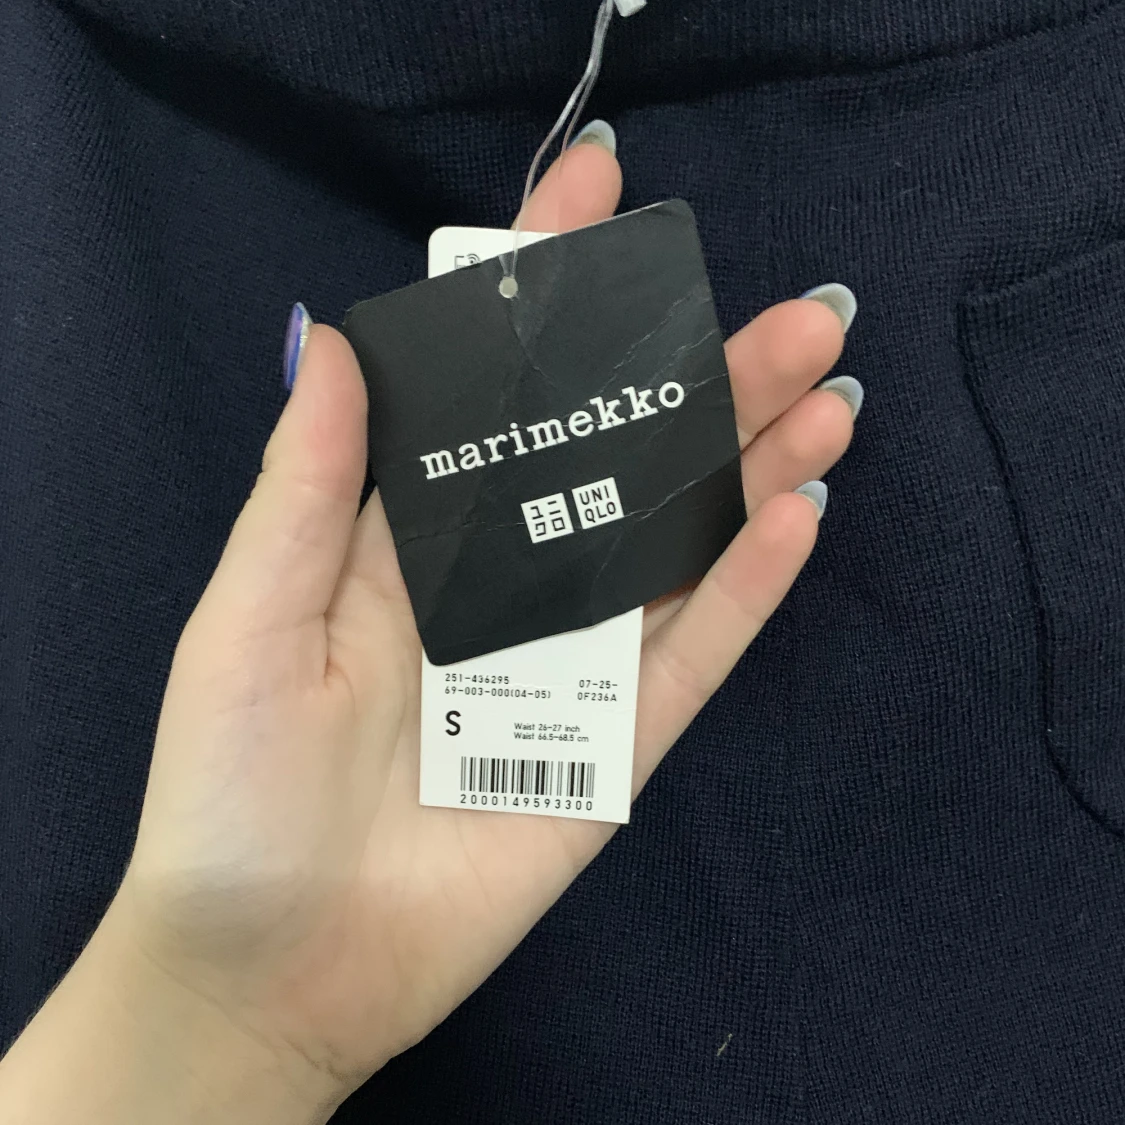 marimekko
ユニ
クロ
UNI
QLO
251-436295
07-25-
69-003-000(04-05)
0F236A
S
Waist 26-27 inch
Waist 66.5-68.5 cm
2000149593300